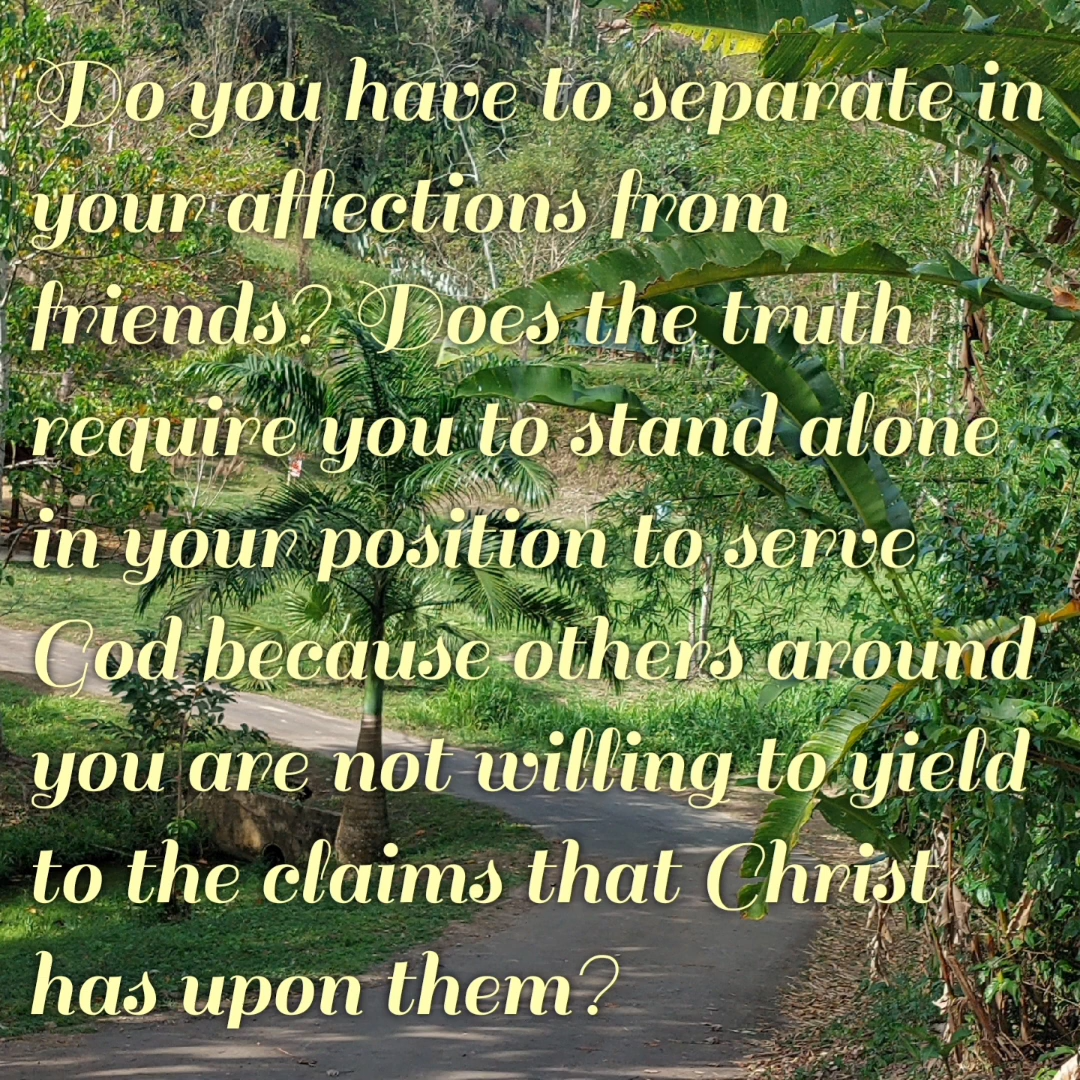 Do you have to separate in
your affections from
friends? Does the truth
require you to stand alone
in your position to serve
God because others around
you are not willing to yield
to the claims that Christ
has upon them?